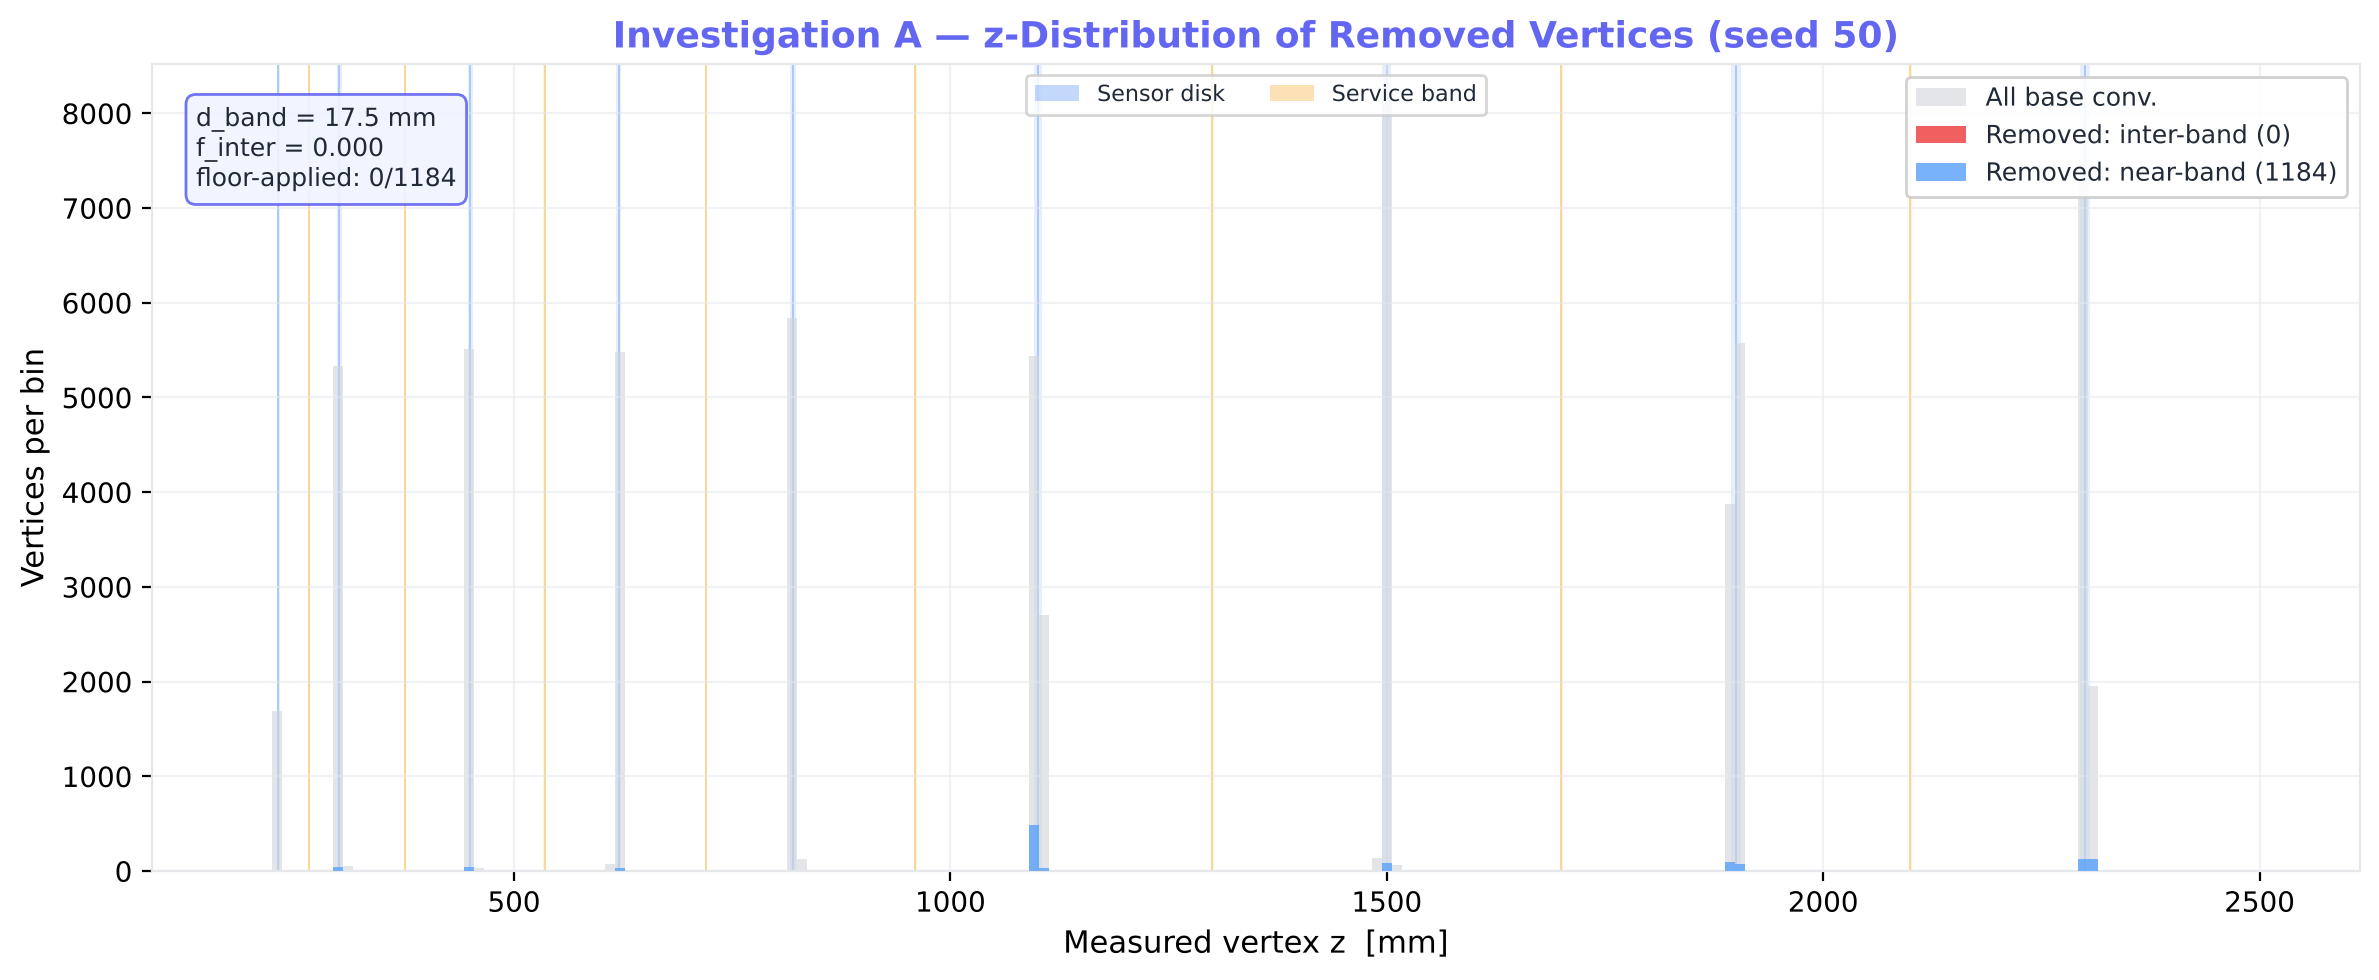 Investigation A — z-Distribution of Removed Vertices (seed 50)
d_band = 17.5 mm
f_inter = 0.000
floor-applied: 0/1184
Sensor disk
Service band
All base conv.
Removed: inter-band (0)
Removed: near-band (1184)
Vertices per bin
8000
7000
6000
5000
4000
3000
2000
1000
0
500
1000
1500
2000
2500
Measured vertex z [mm]